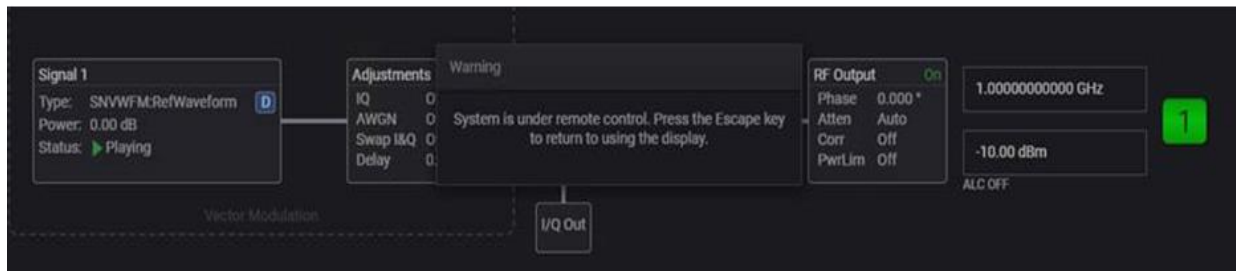 Signal 1
Type: SNVWFM:RefWaveform D
Power: 0.00 dB
Status: Playing
Vector Modulation
Adjustments
IQ O
AWGN O
Swap I&Q O
Delay 0.
Warning
System is under remote control. Press the Escape key
to return to using the display.
I/Q Out
RF Output On
Phase 0.000 °
Atten Auto
Corr Off
PwrLim Off
1.00000000000 GHz
-10.00 dBm
ALC OFF
1